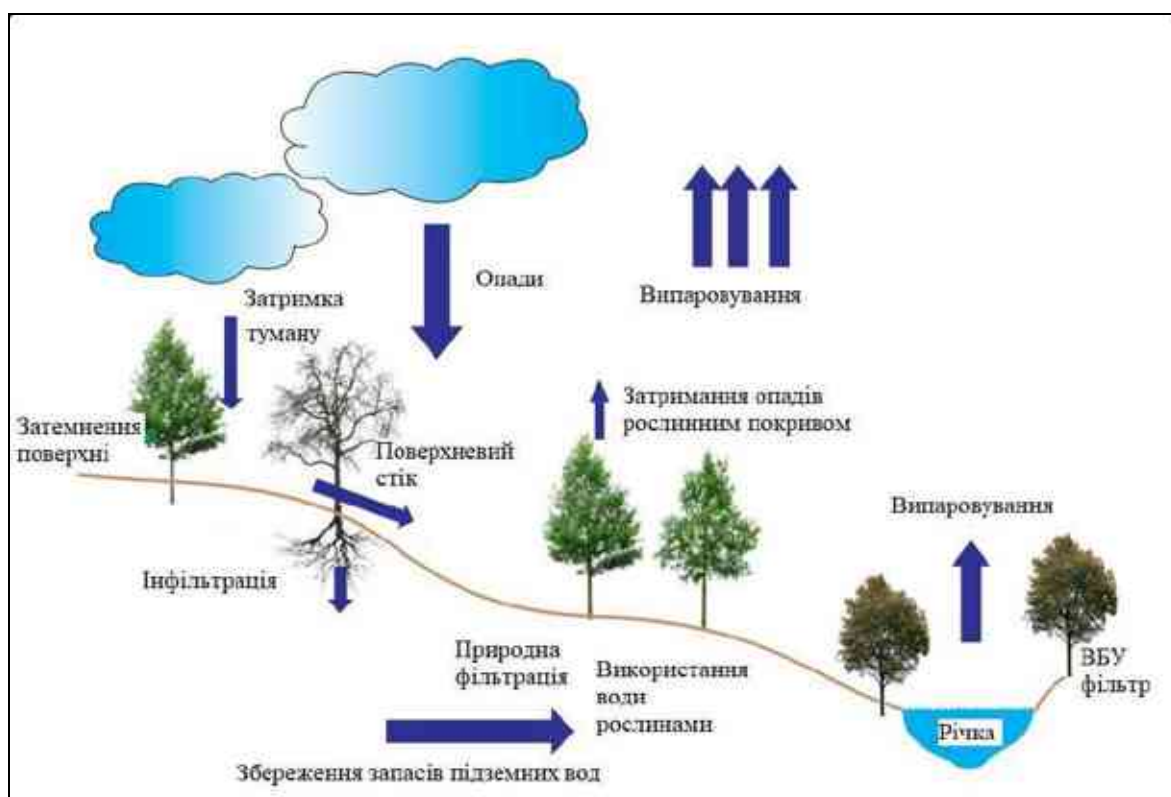 Опади
Випаровування
Затримка
туману
Затемнення
поверхні
Поверхневий
стік
Затримання опадів
рослинним покривом
Випаровування
Інфільтрація
Природна
фільтрація
Використання
води
рослинами
ВБУ
фільтр
Річка
Збереження запасів підземних вод